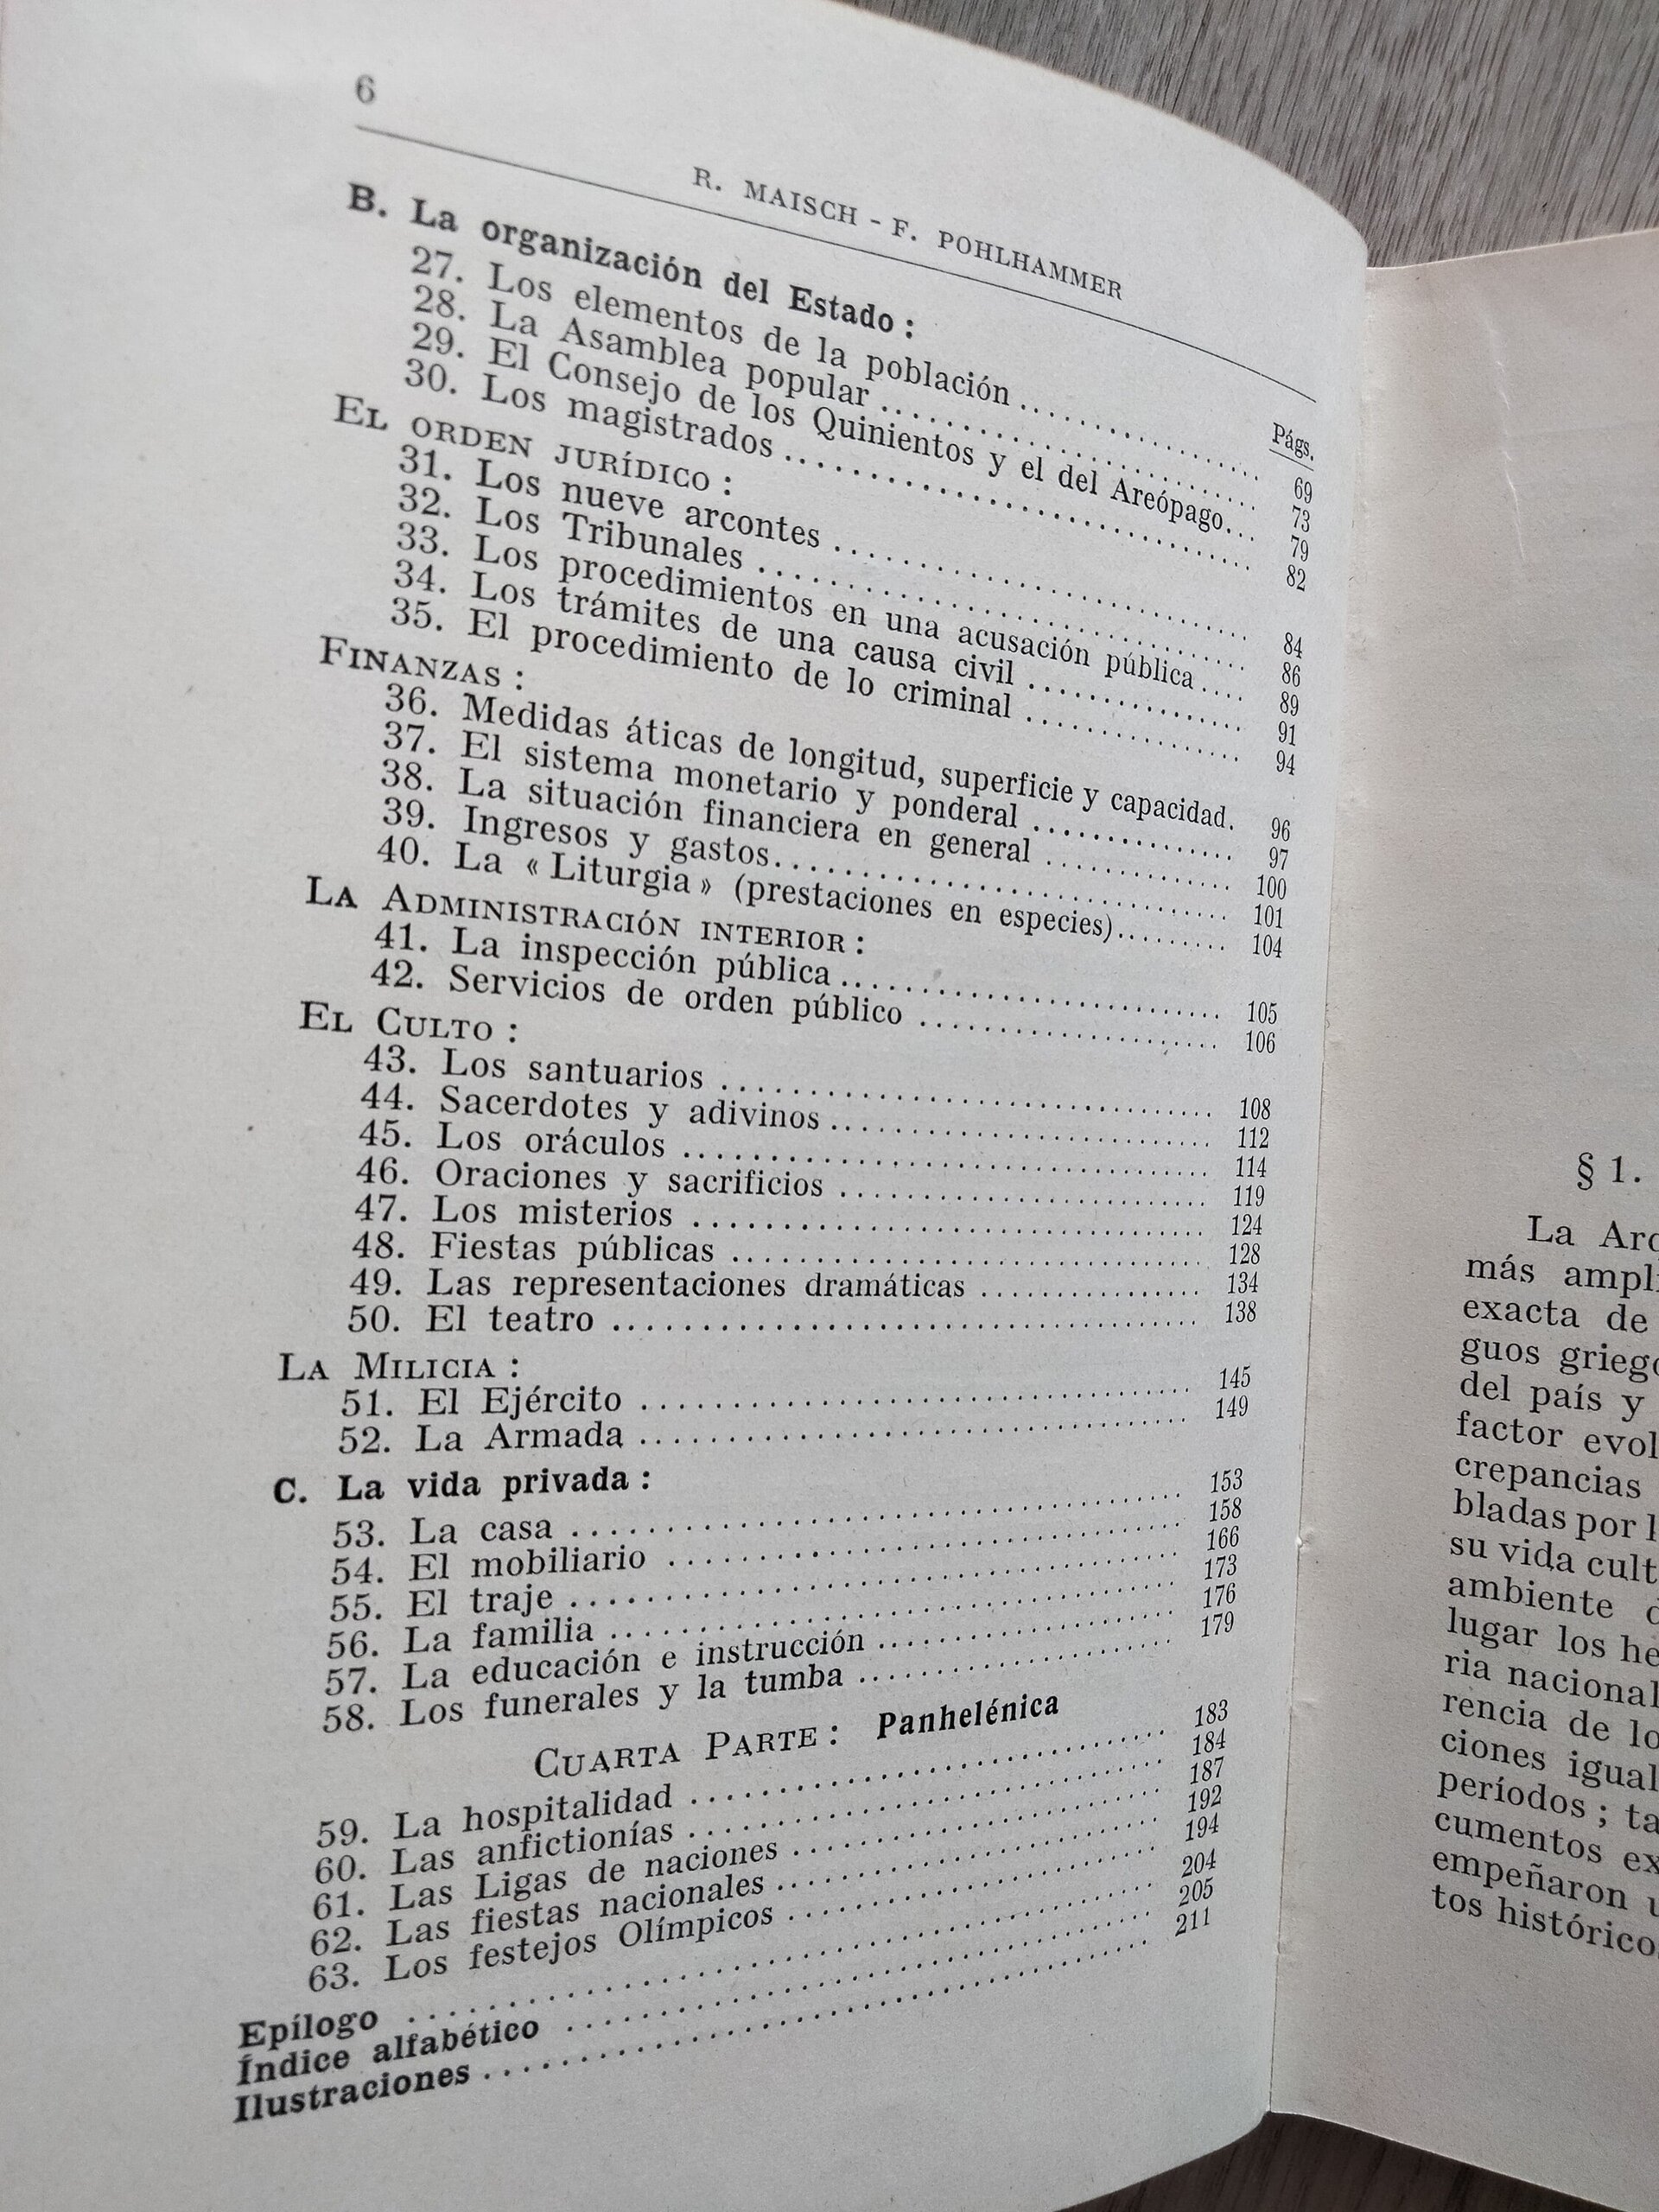 6
R. MAISCH - F. POHLHAMMER
Págs.
B. La organización del Estado :
27. Los elementos de la población ........................ 69
28. La Asamblea popular ........................ 73
29. El Consejo de los Quinientos y el del Areópago... 79
30. Los magistrados ........................ 82
EL ORDEN JURÍDICO :
31. Los nueve arcontes ........................ 84
32. Los Tribunales ........................ 86
33. Los procedimientos en una acusación pública .... 89
34. Los trámites de una causa civil ................ 91
35. El procedimiento de lo criminal ................ 94
FINANZAS :
36. Medidas áticas de longitud, superficie y capacidad. 96
37. El sistema monetario y ponderal ............... 97
38. La situación financiera en general .............. 100
39. Ingresos y gastos........................ 101
40. La « Liturgia » (prestaciones en especies)......... 104
LA ADMINISTRACIÓN INTERIOR :
41. La inspección pública ........................ 105
42. Servicios de orden público ........................ 106
EL CULTO :
43. Los santuarios ........................ 108
44. Sacerdotes y adivinos ........................ 112
45. Los oráculos ........................ 114
46. Oraciones y sacrificios ........................ 119
47. Los misterios ........................ 124
48. Fiestas públicas ........................ 128
49. Las representaciones dramáticas ................ 134
50. El teatro ........................ 138
LA MILICIA :
51. El Ejército ........................ 145
52. La Armada ........................ 149
C. La vida privada :
53. La casa ........................ 153
54. El mobiliario ........................ 158
55. El traje ........................ 166
56. La familia ........................ 173
57. La educación e instrucción ........................ 176
58. Los funerales y la tumba ........................ 179
CUARTA PARTE : Panhelénica
59. La hospitalidad ........................ 183
60. Las anfictionías ........................ 184
61. Las Ligas de naciones ........................ 187
62. Las fiestas nacionales ........................ 192
63. Los festejos Olímpicos ........................ 194
Epílogo ........................ 204
Índice alfabético ........................ 205
Ilustraciones ........................ 211
§ 1.
La
más
exacta de
guos
del país y
factor
crepancias
bladas por
su vida
ambiente
lugar los
ria nacional
rencia de
ciones
períodos ;
cumentos
empeñaron
tos